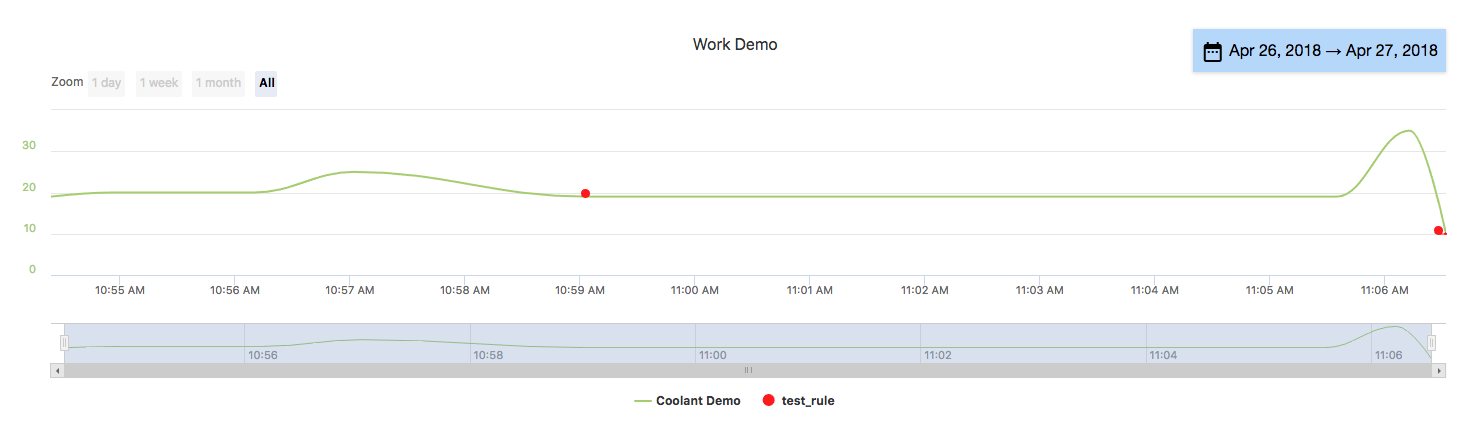 Work Demo
Apr 26, 2018 → Apr 27, 2018
Zoom 1 day 1 week 1 month All
30
20
10
0
10:55 AM 10:56 AM 10:57 AM 10:58 AM 10:59 AM 11:00 AM 11:01 AM 11:02 AM 11:03 AM 11:04 AM 11:05 AM 11:06 AM
10:56 10:58 11:00 11:02 11:04 11:06
Coolant Demo test_rule